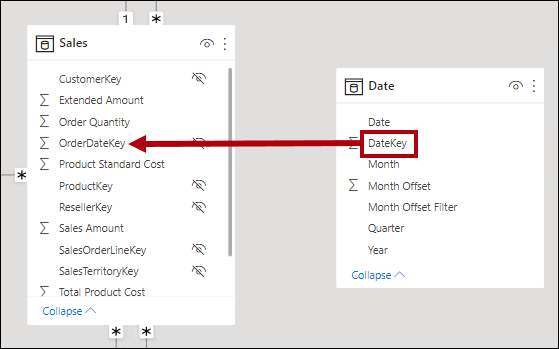 1
*
Sales
CustomerKey
Σ Extended Amount
Σ Order Quantity
Σ OrderDateKey
Σ Product Standard Cost
*
ProductKey
ResellerKey
Σ Sales Amount
SalesOrderLineKey
SalesTerritoryKey
Σ Total Product Cost
Collapse
*
*
Date
Date
Σ DateKey
Month
Σ Month Offset
Month Offset Filter
Quarter
Year
Collapse